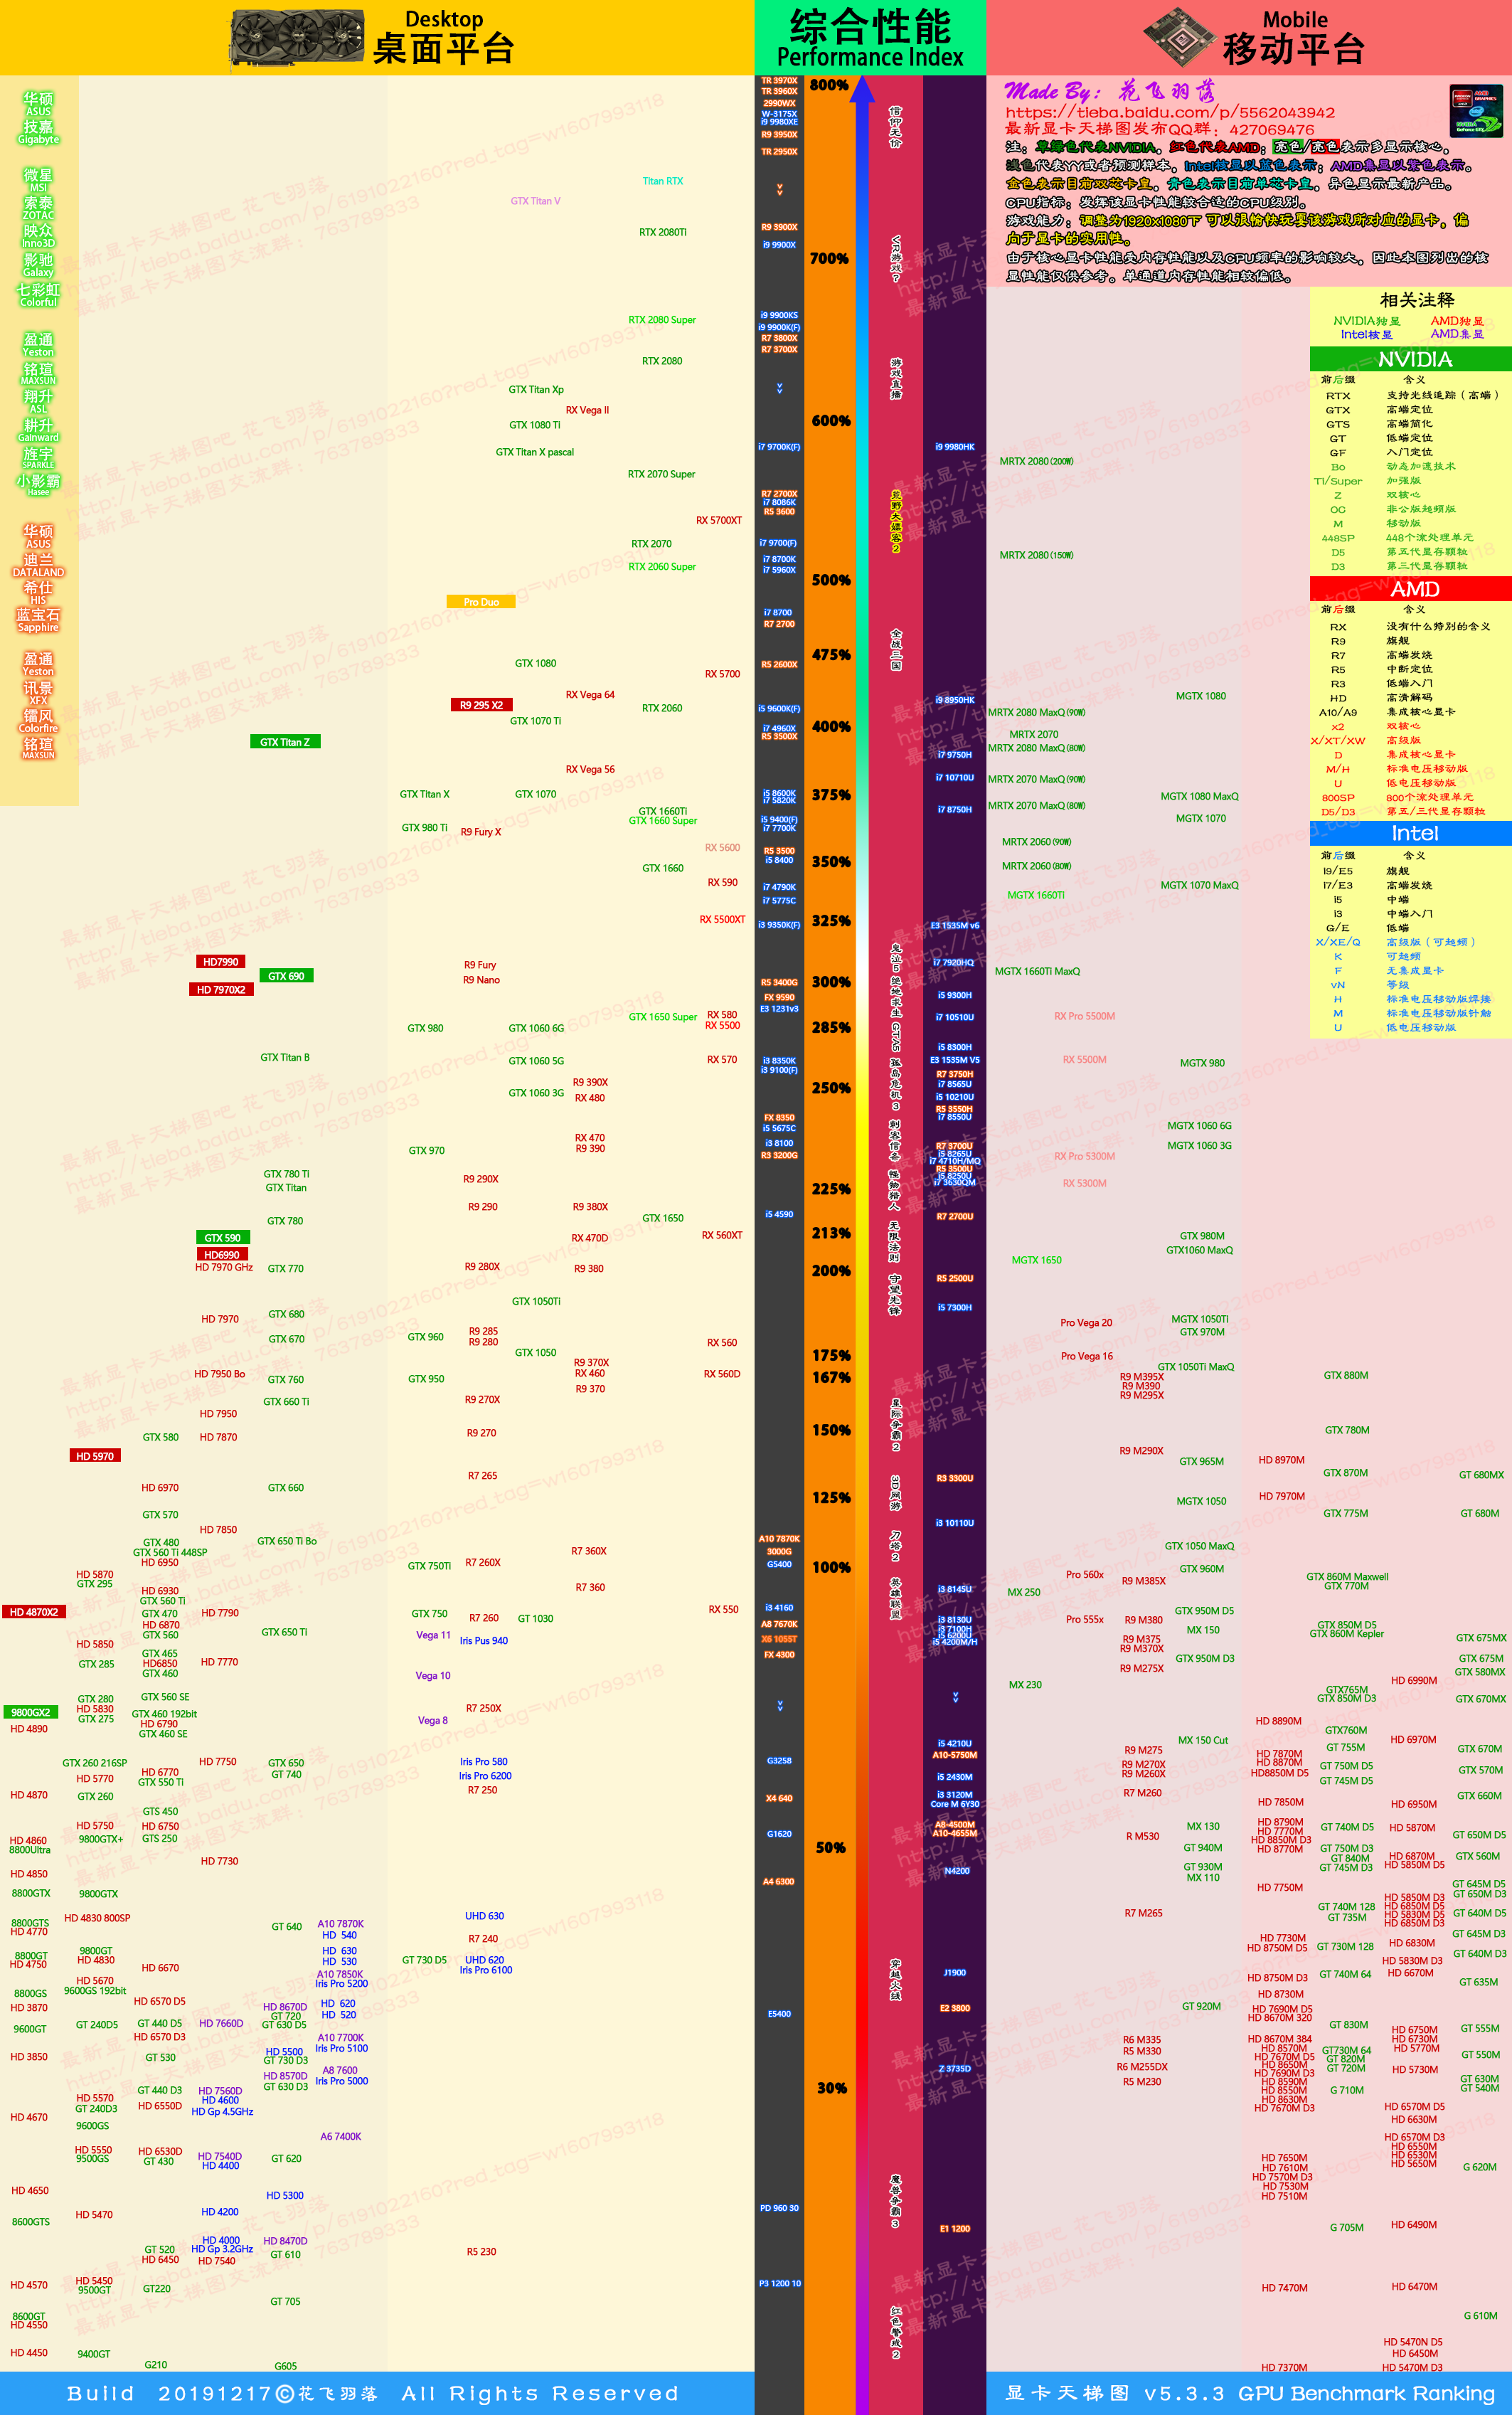 Desktop
桌面平台
综合性能
Performance Index
Mobile
移动平台
华硕
ASUS
技嘉
Gigabyte
微星
MSI
索泰
ZOTAC
映众
Inno3D
影驰
Galaxy
七彩虹
Colorful
盈通
Yeston
铭瑄
MAXSUN
翔升
ASL
耕升
Gainward
旌宇
SPARKLE
小影霸
Hasee
华硕
ASUS
迪兰
DATALAND
希仕
HIS
蓝宝石
Sapphire
盈通
Yeston
讯景
XFX
镭风
Colorfire
铭瑄
MAXSUN
HD 4870X2
9800GX2
HD 4890
HD 4870
HD 4860
8800Ultra
HD 4850
8800GTX
8800GTS
HD 4770
8800GT
HD 4750
8800GS
HD 3870
9600GT
HD 3850
HD 4670
HD 4650
8600GTS
HD 4570
8600GT
HD 4550
HD 4450
HD 5970
HD 5870
GTX 295
HD 5850
GTX 285
GTX 280
HD 5830
GTX 275
GTX 260 216SP
HD 5770
GTX 260
HD 5750
9800GTX+
9800GTX
HD 4830 800SP
9800GT
HD 4830
HD 5670
9600GS 192bit
GT 240D5
HD 5570
GT 240D3
9600GS
HD 5550
9500GS
HD 5470
HD 5450
9500GT
9400GT
GTX 580
HD 6970
GTX 570
GTX 480
GTX 560 Ti 448SP
HD 6950
HD 6930
GTX 560 Ti
GTX 470
HD 6870
GTX 560
GTX 465
HD6850
GTX 460
GTX 560 SE
GTX 460 192bit
HD 6790
GTX 460 SE
HD 6770
GTX 550 Ti
GTS 450
HD 6750
GTS 250
HD 6670
HD 6570 D5
GT 440 D5
HD 6570 D3
GT 530
GT 440 D3
HD 6550D
HD 6530D
GT 430
GT 520
HD 6450
GT220
G210
HD7990
HD 7970X2
GTX 590
HD6990
HD 7970 GHz
HD 7970
HD 7950 Bo
HD 7950
HD 7870
HD 7850
HD 7790
HD 7770
HD 7750
HD 7730
HD 7660D
HD 7560D
HD 4600
HD Gp 4.5GHz
HD 7540D
HD 4400
HD 4200
HD 4000
HD Gp 3.2GHz
HD 7540
GTX Titan Z
GTX 690
GTX Titan B
GTX 780 Ti
GTX Titan
GTX 780
GTX 770
GTX 680
GTX 670
GTX 760
GTX 660 Ti
GTX 660
GTX 650 Ti Bo
GTX 650 Ti
GTX 650
GT 740
GT 640
HD 8670D
GT 720
GT 630 D5
HD 5500
GT 730 D3
HD 8570D
GT 630 D3
GT 620
HD 5300
HD 8470D
GT 610
GT 705
G605
A10 7870K
HD 540
HD 630
HD 530
A10 7850K
Iris Pro 5200
HD 620
HD 520
A10 7700K
Iris Pro 5100
A8 7600
Iris Pro 5000
A6 7400K
GTX Titan X
GTX 980 Ti
GTX 980
GTX 970
GTX 960
GTX 950
GTX 750Ti
GTX 750
Vega 11
Vega 10
Vega 8
GT 730 D5
Pro Duo
R9 295 X2
R9 Fury X
R9 Fury
R9 Nano
R9 290X
R9 290
R9 280X
R9 285
R9 280
R9 270X
R9 270
R7 265
R7 260X
R7 260
Iris Pus 940
R7 250X
Iris Pro 580
Iris Pro 6200
R7 250
UHD 630
R7 240
UHD 620
Iris Pro 6100
R5 230
GTX Titan V
GTX Titan Xp
GTX 1080 Ti
GTX Titan X pascal
GTX 1080
GTX 1070 Ti
GTX 1070
GTX 1060 6G
GTX 1060 5G
GTX 1060 3G
GTX 1050Ti
GTX 1050
GT 1030
RX Vega II
RX Vega 64
RX Vega 56
R9 390X
RX 480
RX 470
R9 390
R9 380X
RX 470D
R9 380
R9 370X
RX 460
R9 370
R7 360X
R7 360
Titan RTX
RTX 2080Ti
RTX 2080 Super
RTX 2080
RTX 2070 Super
RTX 2070
RTX 2060 Super
RTX 2060
GTX 1660Ti
GTX 1660 Super
GTX 1660
GTX 1650 Super
GTX 1650
RX 5700XT
RX 5700
RX 5600
RX 590
RX 5500XT
RX 580
RX 5500
RX 570
RX 560XT
RX 560
RX 560D
RX 550
TR 3970X
TR 3960X
2990WX
W-3175X
i9 9980XE
R9 3950X
TR 2950X
R9 3900X
i9 9900X
i9 9900KS
i9 9900K(F)
R7 3800X
R7 3700X
i7 9700K(F)
R7 2700X
i7 8086K
R5 3600
i7 9700(F)
i7 8700K
i7 5960X
i7 8700
R7 2700
R5 2600X
i5 9600K(F)
i7 4960X
R5 3500X
i5 8600K
i7 5820K
i5 9400(F)
i7 7700K
R5 3500
i5 8400
i7 4790K
i7 5775C
i3 9350K(F)
R5 3400G
FX 9590
E3 1231v3
i3 8350K
i3 9100(F)
FX 8350
i5 5675C
i3 8100
R3 3200G
i5 4590
A10 7870K
3000G
G5400
i3 4160
A8 7670K
X6 1055T
FX 4300
G3258
X4 640
G1620
A4 6300
E5400
PD 960 30
P3 1200 10
800%
700%
600%
500%
475%
400%
375%
350%
325%
300%
285%
250%
225%
213%
200%
175%
167%
150%
125%
100%
50%
30%
信仰无价
VR游戏?
游戏直播
荒野大镖客2
全战三国
鬼泣5
绝地求生
GTA5
孤岛危机3
刺客信条
怪物猎人
无限法则
守望先锋
星际争霸2
3D网游
刀塔2
英雄联盟
穿越火线
魔兽争霸3
红色警戒2
i9 9980HK
i9 8950HK
i7 9750H
i7 10710U
i7 8750H
E3 1535M v6
i7 7920HQ
i5 9300H
i7 10510U
i5 8300H
E3 1535M V5
R7 3750H
i7 8565U
i5 10210U
R5 3550H
i7 8550U
R7 3700U
i5 8265U
i7 4710H/MQ
R5 3500U
i5 8250U
i7 3630QM
R7 2700U
R5 2500U
i5 7300H
R3 3300U
i3 10110U
i3 8145U
i3 8130U
i3 7100H
i5 6200U
i5 4200M/H
i5 4210U
A10-5750M
i5 2430M
i3 3120M
Core M 6Y30
A8-4500M
A10-4655M
N4200
J1900
E2 3800
Z 3735D
E1 1200
Made By: 花飞羽落
https://tieba.baidu.com/p/5562043942
最新显卡天梯图发布QQ群: 427069476
注：草绿色代表NVIDIA，红色代表AMD；亮色/亮色表示多显示核心，
浅色代表YY或者预测样本，Intel核显以蓝色表示；AMD集显以紫色表示。
金色表示目前双芯卡皇，青色表示目前单芯卡皇，异色显示最新产品。
CPU指标：发挥该显卡性能较合适的CPU级别。
游戏能力：调整为1920x1080下 可以很愉快玩耍该游戏所对应的显卡，偏
向于显卡的实用性。
由于核心显卡性能受内存性能以及CPU频率的影响较大，因此本图列出的核
显性能仅供参考。单通道内存性能相较偏低。
相关注释
NVIDIA独显 AMD独显
Intel核显 AMD集显
NVIDIA
前后缀 含义
RTX 支持光线追踪（高端）
GTX 高端定位
GTS 高端简化
GT 低端定位
GF 入门定位
Bo 动态加速技术
Ti/Super 加强版
Z 双核心
OC 非公版超频版
M 移动版
448SP 448个流处理单元
D5 第五代显存颗粒
D3 第三代显存颗粒
AMD
前后缀 含义
RX 没有什么特别的含义
R9 旗舰
R7 高端发烧
R5 中断定位
R3 低端入门
HD 高清解码
A10/A9 集成核心显卡
x2 双核心
X/XT/XW 高级版
D 集成核心显卡
M/H 标准电压移动版
U 低电压移动版
800SP 800个流处理单元
D5/D3 第五/三代显存颗粒
Intel
前后缀 含义
I9/E5 旗舰
I7/E3 高端发烧
I5 中端
I3 中端入门
G/E 低端
X/XE/Q 高级版（可超频）
K 可超频
F 无集成显卡
vN 等级
H 标准电压移动版焊接
M 标准电压移动版针触
U 低电压移动版
MRTX 2080(200W)
MRTX 2080(150W)
MRTX 2080 MaxQ(90W)
MRTX 2070
MRTX 2080 MaxQ(80W)
MRTX 2070 MaxQ(90W)
MRTX 2070 MaxQ(80W)
MRTX 2060(90W)
MRTX 2060(80W)
MGTX 1660Ti
MGTX 1660Ti MaxQ
MGTX 1650
MX 250
MX 230
RX Pro 5500M
RX 5500M
RX Pro 5300M
RX 5300M
Pro Vega 20
Pro Vega 16
Pro 560x
Pro 555x
R9 M395X
R9 M390
R9 M295X
R9 M290X
R9 M385X
R9 M380
R9 M375
R9 M370X
R9 M275X
R9 M275
R9 M270X
R9 M260X
R7 M260
R M530
R7 M265
R6 M335
R5 M330
R6 M255DX
R5 M230
MGTX 1080
MGTX 1080 MaxQ
MGTX 1070
MGTX 1070 MaxQ
MGTX 980
MGTX 1060 6G
MGTX 1060 3G
GTX 980M
GTX1060 MaxQ
MGTX 1050Ti
GTX 970M
GTX 1050Ti MaxQ
GTX 965M
MGTX 1050
GTX 1050 MaxQ
GTX 960M
GTX 950M D5
MX 150
GTX 950M D3
MX 150 Cut
MX 130
GT 940M
GT 930M
MX 110
GT 920M
HD 8970M
HD 7970M
HD 8890M
HD 7870M
HD 8870M
HD8850M D5
HD 7850M
HD 8790M
HD 7770M
HD 8850M D3
HD 8770M
HD 7750M
HD 7730M
HD 8750M D5
HD 8750M D3
HD 8730M
HD 7690M D5
HD 8670M 320
HD 8670M 384
HD 8570M
HD 7670M D5
HD 8650M
HD 7690M D3
HD 8590M
HD 8550M
HD 8630M
HD 7670M D3
HD 7650M
HD 7610M
HD 7570M D3
HD 7530M
HD 7510M
HD 7470M
HD 7370M
GTX 880M
GTX 780M
GTX 870M
GTX 775M
GTX 860M Maxwell
GTX 770M
GTX 850M D5
GTX 860M Kepler
GTX765M
GTX 850M D3
GTX760M
GT 755M
GT 750M D5
GT 745M D5
GT 740M D5
GT 750M D3
GT 840M
GT 745M D3
GT 740M 128
GT 735M
GT 730M 128
GT 740M 64
GT 830M
GT730M 64
GT 820M
GT 720M
G 710M
G 705M
HD 6990M
HD 6970M
HD 6950M
HD 5870M
HD 6870M
HD 5850M D5
HD 5850M D3
HD 6850M D5
HD 5830M D5
HD 6850M D3
HD 6830M
HD 5830M D3
HD 6670M
HD 6750M
HD 6730M
HD 5770M
HD 5730M
HD 6570M D5
HD 6630M
HD 6570M D3
HD 6550M
HD 6530M
HD 5650M
HD 6490M
HD 6470M
HD 5470N D5
HD 6450M
HD 5470M D3
GT 680MX
GT 680M
GTX 675MX
GTX 675M
GTX 580MX
GTX 670MX
GTX 670M
GTX 570M
GTX 660M
GT 650M D5
GTX 560M
GT 645M D5
GT 650M D3
GT 640M D5
GT 645M D3
GT 640M D3
GT 635M
GT 555M
GT 550M
GT 630M
GT 540M
G 620M
G 610M
Build 20191217©花飞羽落 All Rights Reserved
显卡天梯图 v5.3.3 GPU Benchmark Ranking
最新显卡天梯图吧 花飞羽落
http://tieba.baidu.com/p/6191022160?red_tag=w1607993118
最新显卡天梯图交流群: 763789333